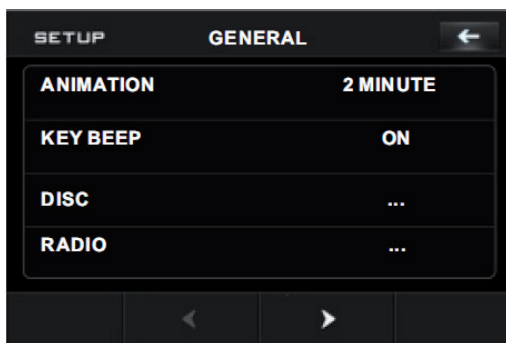 SETUP GENERAL
ANIMATION 2 MINUTE
KEY BEEP ON
DISC ...
RADIO ...